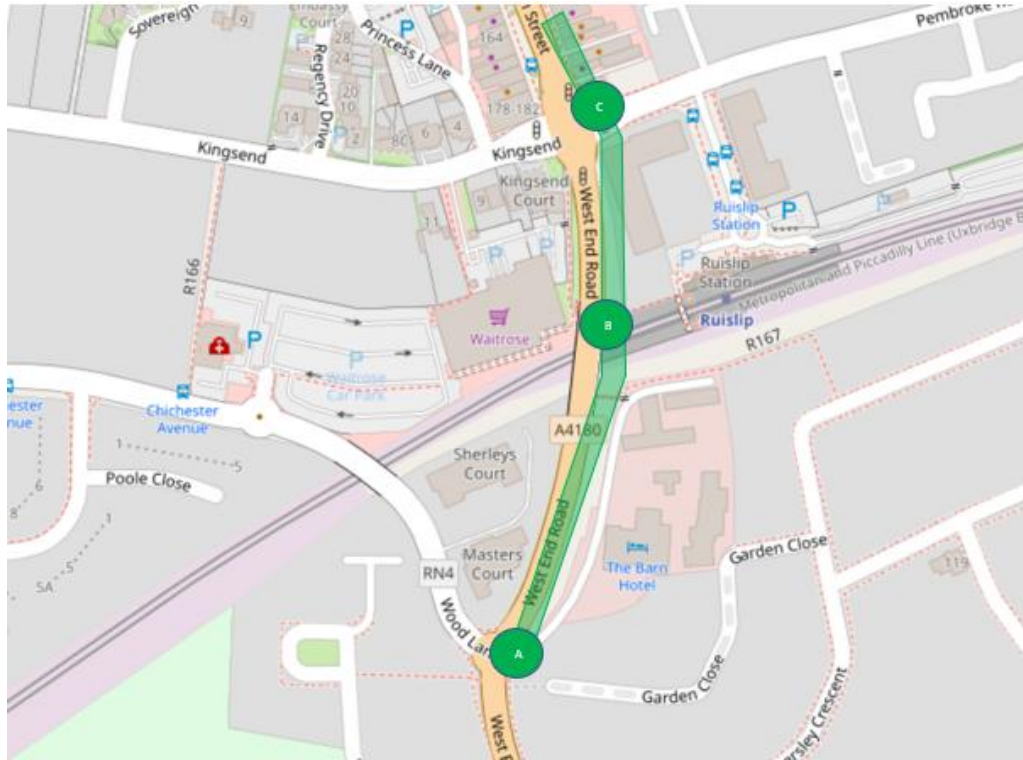 Sovereign
Embassy
Court
Princess Lane
Regency Drive
28
24
20
10
14
2
8C
6
4
164
178-182
Street
C
Pembroke
N
Kingsend
Kingsend
Kingsend
Court
9
11
P
P
P
P
P
West End Road
Ruislip
Station
P
P
Ruislip
Station
Metropolitan and Piccadilly Line (Uxbridge
Ruislip
R166
R167
B
Waitrose
P
P
Waitrose
Car Park
Chichester
Avenue
A4180
Sherleys
Court
Poole Close
1
5
6
8
1
5
5A
Masters
Court
RN4
Wood
West End Road
The Barn
Hotel
Garden Close
119
A
Garden Close
West
Crescent